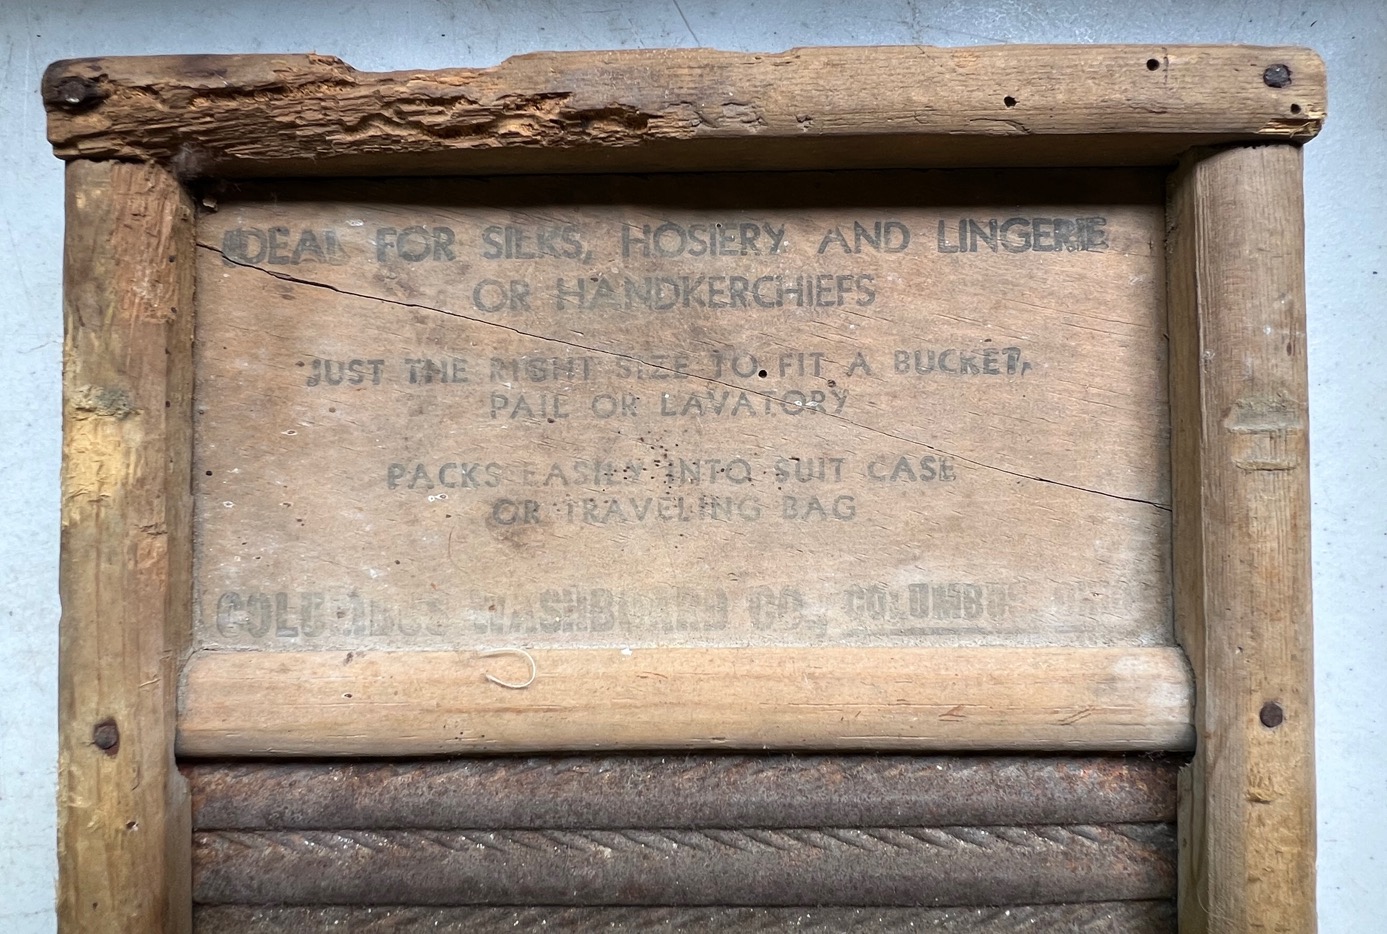 IDEAL FOR SILKS, HOSIERY AND LINGERIE
OR HANDKERCHIEFS
JUST THE RIGHT SIZE TO FIT A BUCKET,
PAIL OR LAVATORY
PACKS EASILY INTO SUIT CASE
OR TRAVELING BAG
COLUMBUS WASHBOARD CO., COLUMBUS, OHIO